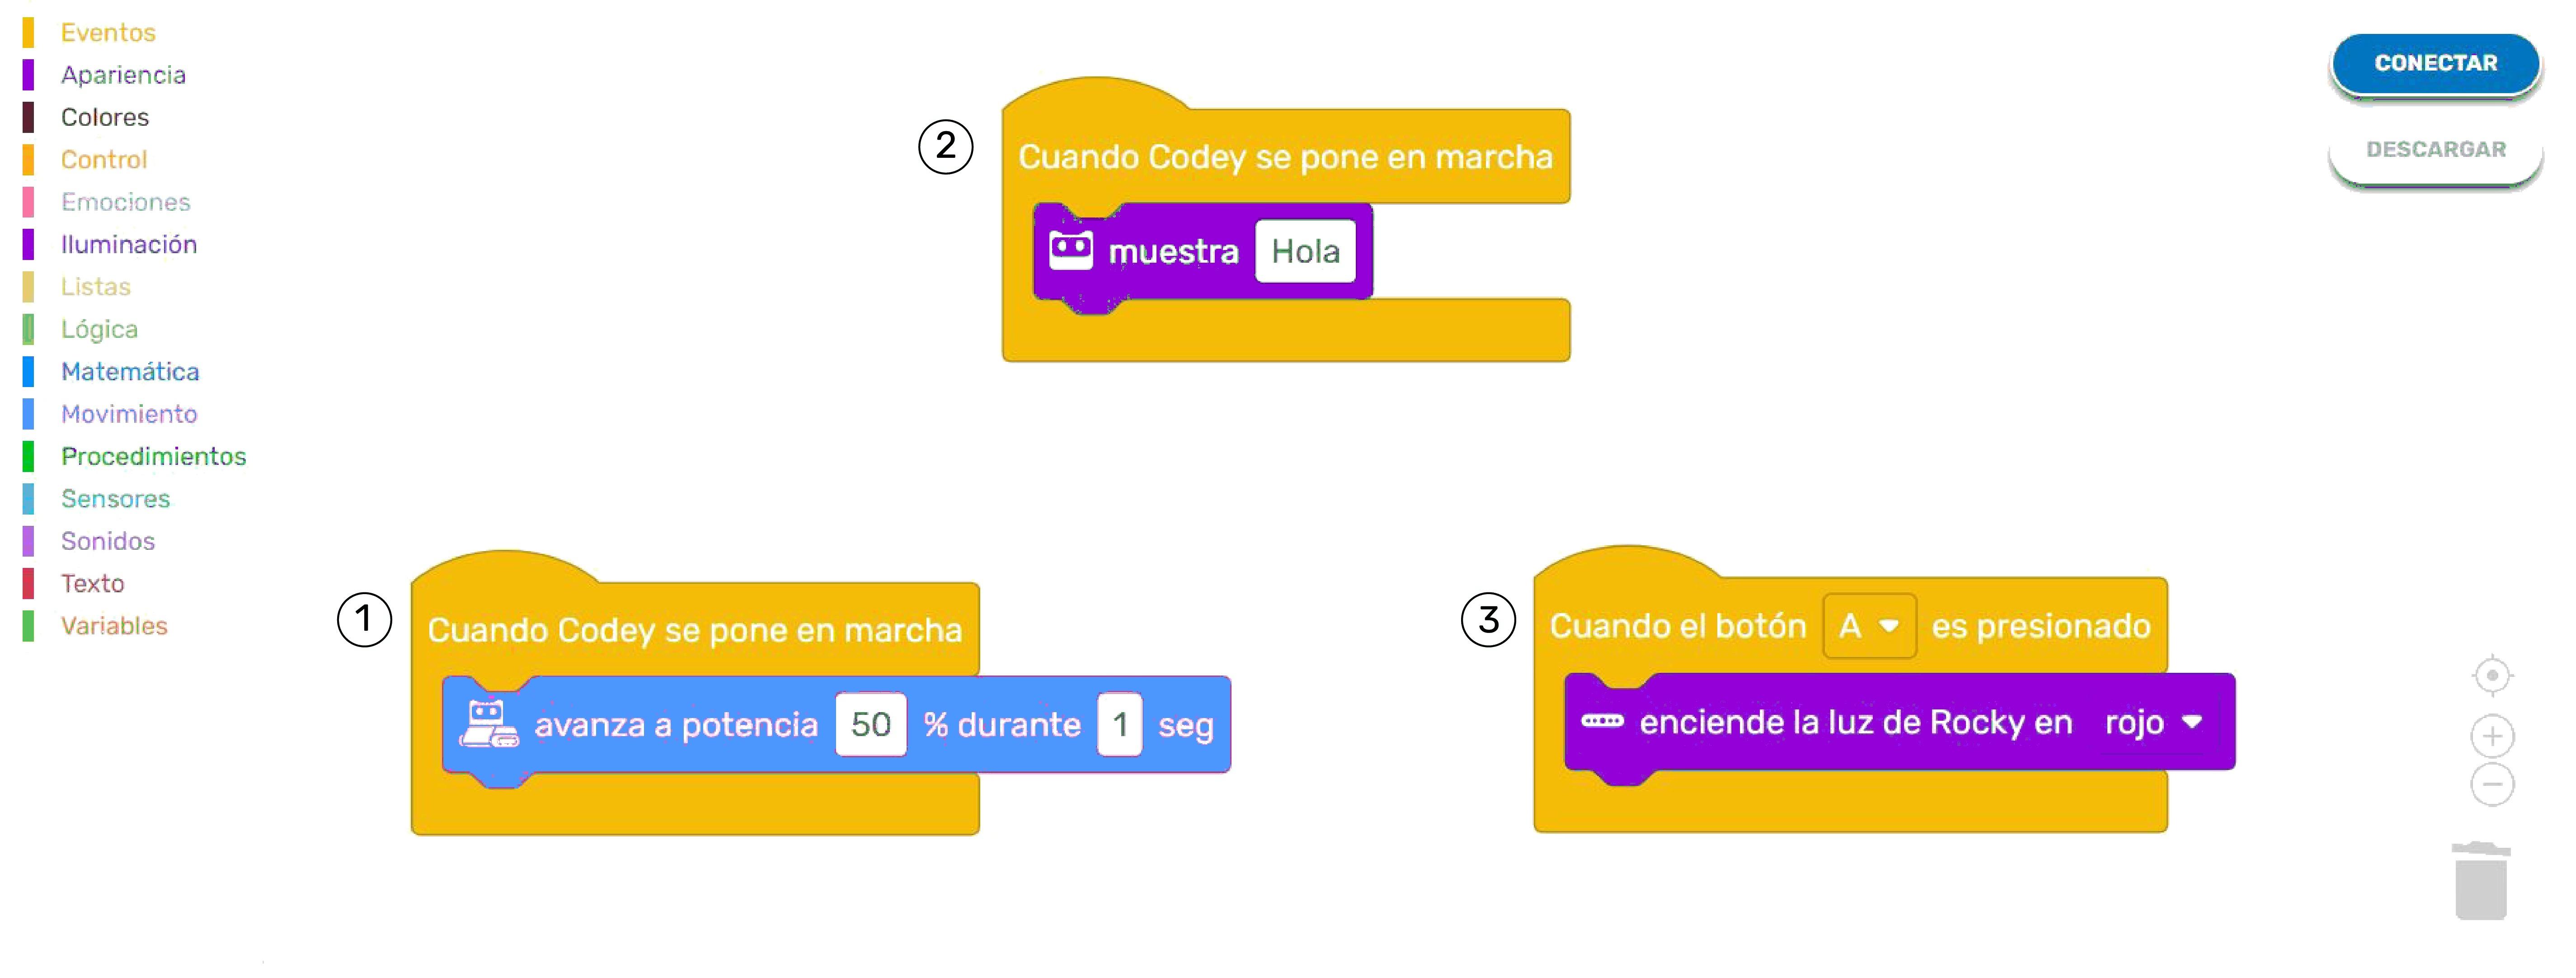 Eventos
Apariencia
Colores
Control
Emociones
Iluminación
Listas
Lógica
Matemática
Movimiento
Procedimientos
Sensores
Sonidos
Texto
Variables
CONECTAR
DESCARGAR
2
Cuando Codey se pone en marcha
muestra Hola
1
Cuando Codey se pone en marcha
avanza a potencia 50 % durante 1 seg
3
Cuando el botón A es presionado
enciende la luz de Rocky en rojo